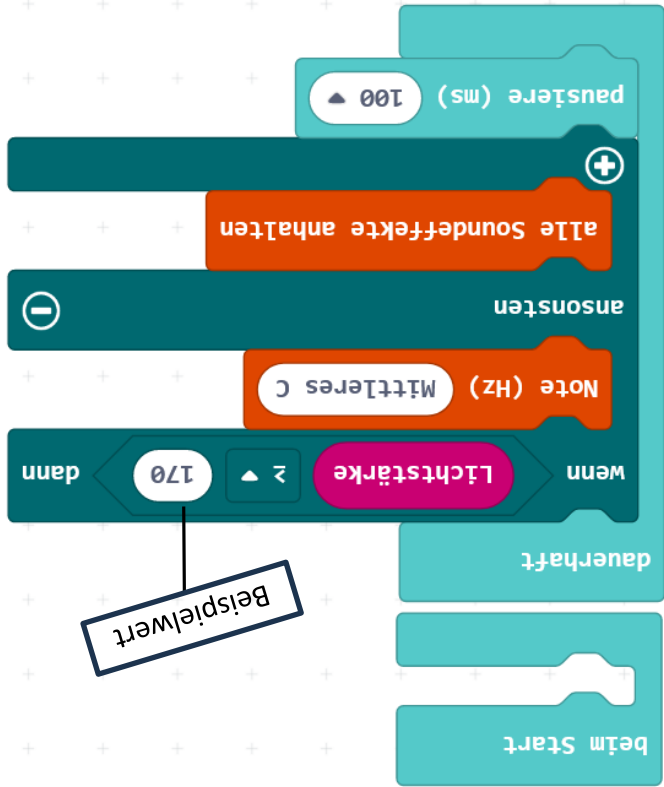 beim Start
Beispielwert
dauerhaft
wenn Lichtstärke ≤ 170 dann
Note (Hz) Mittleres C
ansonsten
alle Soundeffekte anhalten
pausiere (ms) 100